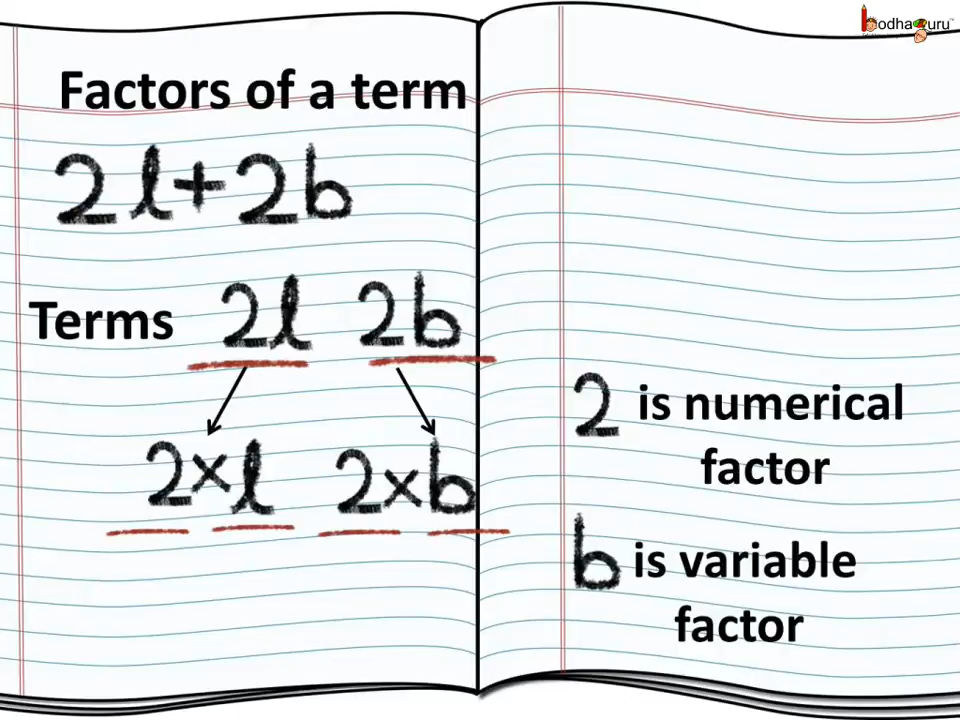 bodhaguru
Factors of a term
2l+2b
Terms 2l 2b
2×l 2×b
2 is numerical
factor
b is variable
factor